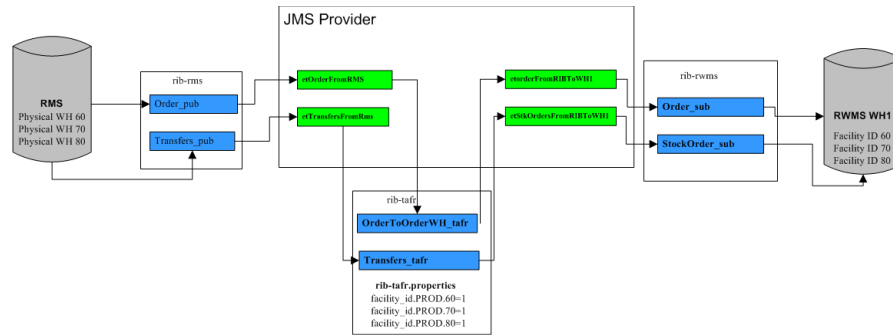 JMS Provider
RMS
Physical WH 60
Physical WH 70
Physical WH 80
rib-rms
Order_pub
Transfers_pub
etOrderFromRMS
etTransfersFromRms
etorderFromRIBToWH1
etStkOrdersFromRIBToWH1
rib-rwms
Order_sub
StockOrder_sub
RWMS WH1
Facility ID 60
Facility ID 70
Facility ID 80
rib-tafr
OrderToOrderWH_tafr
Transfers_tafr
rib-tafr.properties
facility_id.PROD.60=1
facility_id.PROD.70=1
facility_id.PROD.80=1